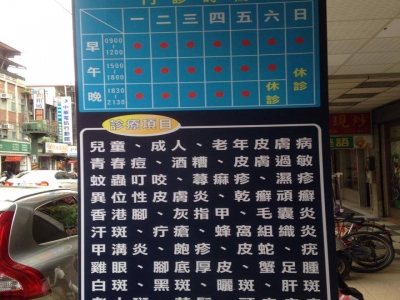 門診時間
一 二 三 四 五 六 日
早 0900 1200
午 1500 1800
晚 1830 2130
休診
休診
診療項目
兒童、成人、老年皮膚病
青春痘、酒糟、皮膚過敏
蚊蟲叮咬、蕁麻疹、濕疹
異位性皮膚炎、乾癬頑癬
香港腳、灰指甲、毛囊炎
汗斑、疔瘡、蜂窩組織炎
甲溝炎、皰疹、皮蛇、疣
雞眼、腳底厚皮、蟹足腫
白斑、黑斑、曬斑、肝斑